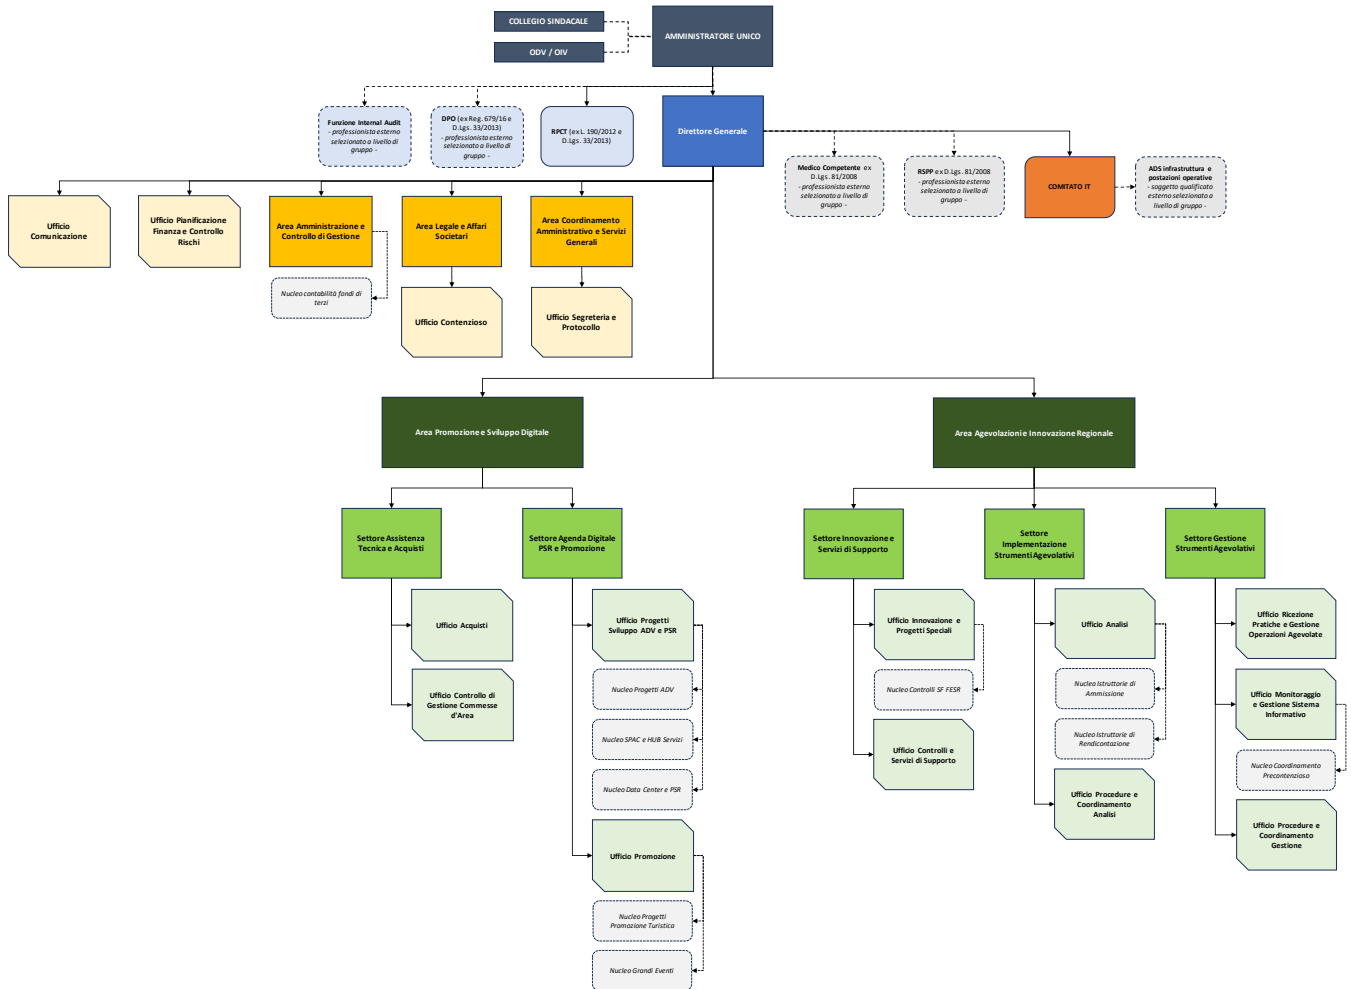 COLLEGIO SINDACALE
AMMINISTRATORE UNICO
ODV / OIV
Funzione Internal Audit
- professionista esterno
selezionato a livello di
gruppo -
DPO (ex Reg. 679/16 e
D.Lgs. 33/2013)
- professionista esterno
selezionato a livello di
gruppo -
RPCT (ex L. 190/2012 e
D.Lgs. 33/2013)
Direttore Generale
Medico Competente ex
D.Lgs. 81/2008
- professionista esterno
selezionato a livello di
gruppo -
RSPP ex D.Lgs. 81/2008
- professionista esterno
selezionato a livello di
gruppo -
COMITATO IT
ADS infrastruttura e
postazioni operative
- soggetto qualificato
esterno selezionato a
livello di gruppo -
Ufficio
Comunicazione
Ufficio Pianificazione
Finanza e Controllo
Rischi
Area Amministrazione e
Controllo di Gestione
Area Legale e Affari
Societari
Area Coordinamento
Amministrativo e Servizi
Generali
Nucleo contabilità fondi di
terzi
Ufficio Contenzioso
Ufficio Segreteria e
Protocollo
Area Promozione e Sviluppo Digitale
Area Agevolazioni e Innovazione Regionale
Settore Assistenza
Tecnica e Acquisti
Settore Agenda Digitale
PSR e Promozione
Settore Innovazione e
Servizi di Supporto
Settore
Implementazione
Strumenti Agevolativi
Settore Gestione
Strumenti Agevolativi
Ufficio Acquisti
Ufficio Controllo di
Gestione Commesse
d'Area
Ufficio Progetti
Sviluppo ADV e PSR
Nucleo Progetti ADV
Nucleo SPAC e HUB Servizi
Nucleo Data Center e PSR
Ufficio Promozione
Nucleo Progetti
Promozione Turistica
Nucleo Grandi Eventi
Ufficio Innovazione e
Progetti Speciali
Nucleo Controlli SF FESR
Ufficio Controlli e
Servizi di Supporto
Ufficio Analisi
Nucleo Istruttorie di
Ammissione
Nucleo Istruttorie di
Rendicontazione
Ufficio Procedure e
Coordinamento
Analisi
Ufficio Ricezione
Pratiche e Gestione
Operazioni Agevolate
Ufficio Monitoraggio
e Gestione Sistema
Informativo
Nucleo Coordinamento
Precontenzioso
Ufficio Procedure e
Coordinamento
Gestione